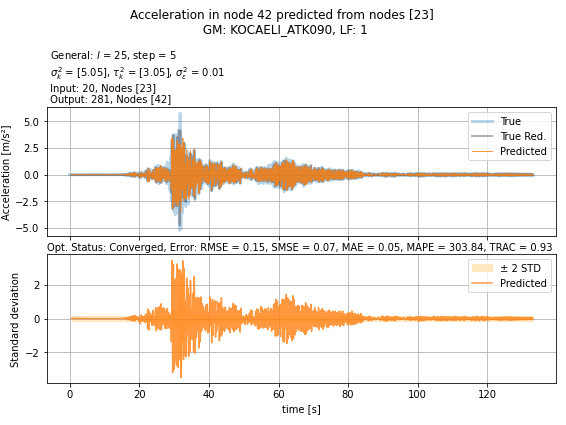 Acceleration in node 42 predicted from nodes [23]
GM: KOCAELI_ATK090, LF: 1
General: l = 25, step = 5
σ²ₖ = [5.05], τ²ₖ = [3.05], σ²ε = 0.01
Input: 20, Nodes [23]
Output: 281, Nodes [42]
Acceleration [m/s²]
5.0
2.5
0.0
−2.5
−5.0
True
True Red.
Predicted
Opt. Status: Converged, Error: RMSE = 0.15, SMSE = 0.07, MAE = 0.05, MAPE = 303.84, TRAC = 0.93
Standard deviation
2
0
−2
± 2 STD
Predicted
0 20 40 60 80 100 120
time [s]